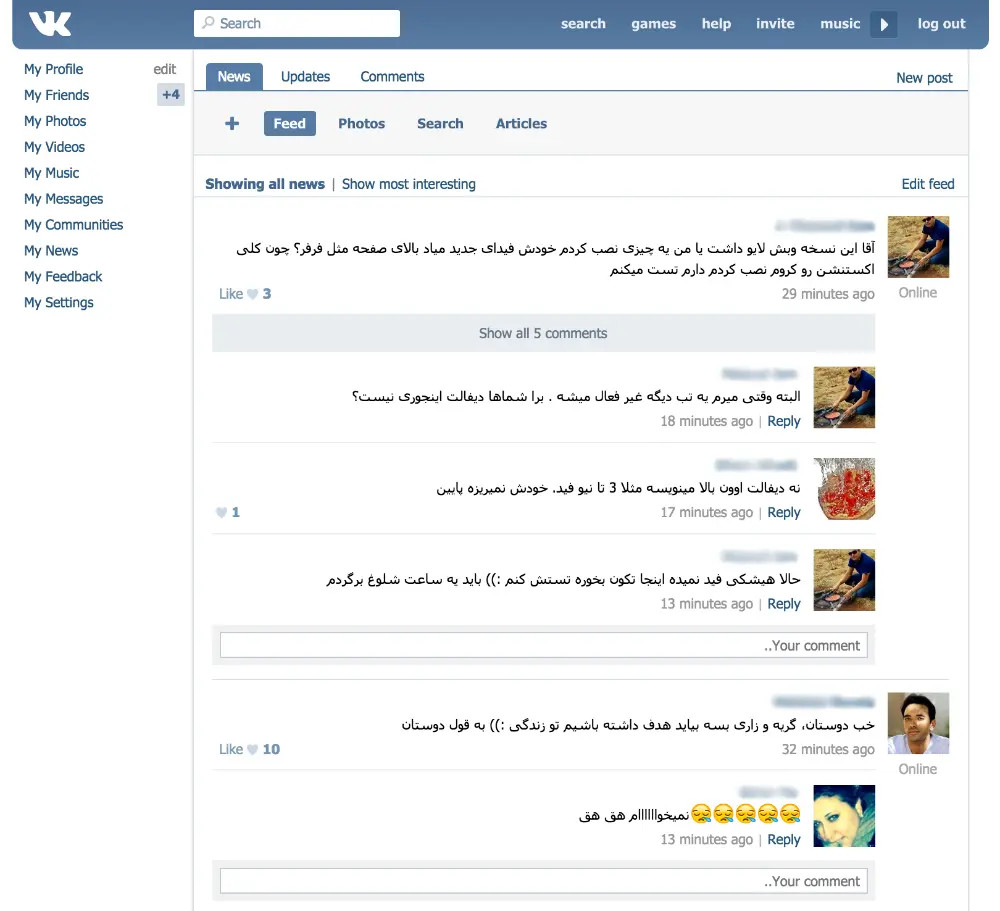 VK
Search
search games help invite music log out
My Profile edit
My Friends +4
My Photos
My Videos
My Music
My Messages
My Communities
My News
My Feedback
My Settings
News Updates Comments New post
+ Feed Photos Search Articles
Showing all news | Show most interesting Edit feed
آقا این نسخه وبش لایو داشت یا من یه چیزی نصب کردم خودش فیدای جدید میاد بالای صفحه مثل فرفر؟ چون کلی
اکستنشن رو کروم نصب کردم دارم تست میکنم
Like 3 29 minutes ago Online
Show all 5 comments
البته وقتی میرم یه تب دیگه غیر فعال میشه . برا شماها دیفالت اینجوری نیست؟
18 minutes ago | Reply
نه دیفالت اوون بالا مینویسه مثلا 3 تا نیو فید. خودش نمیریزه پایین
1 17 minutes ago | Reply
حالا هیشکی فید نمیده اینجا تکون بخوره تستش کنم :)) باید یه ساعت شلوغ برگردم
13 minutes ago | Reply
..Your comment
خب دوستان، گریه و زاری بسه بیاید هدف داشته باشیم تو زندگی :)) به قول دوستان
Like 10 32 minutes ago
Online
😪😪😪😪😪نمیخواااااام هق هق
13 minutes ago | Reply
..Your comment